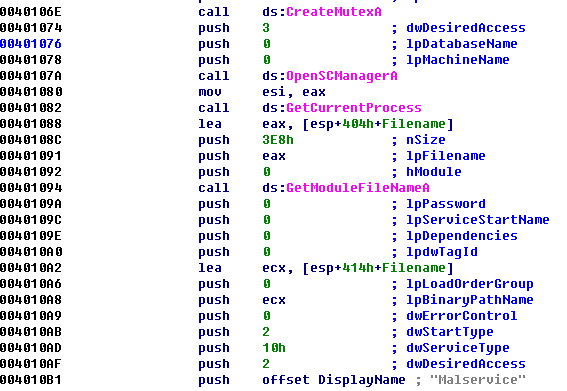 0040106E call ds:CreateMutexA
00401074 push 3 ; dwDesiredAccess
00401076 push 0 ; lpDatabaseName
00401078 push 0 ; lpMachineName
0040107A call ds:OpenSCManagerA
00401080 mov esi, eax
00401082 call ds:GetCurrentProcess
00401088 lea eax, [esp+404h+Filename]
0040108C push 3E8h ; nSize
00401091 push eax ; lpFilename
00401092 push 0 ; hModule
00401094 call ds:GetModuleFileNameA
0040109A push 0 ; lpPassword
0040109C push 0 ; lpServiceStartName
0040109E push 0 ; lpDependencies
004010A0 push 0 ; lpdwTagId
004010A2 lea ecx, [esp+414h+Filename]
004010A6 push 0 ; lpLoadOrderGroup
004010A8 push ecx ; lpBinaryPathName
004010A9 push 0 ; dwErrorControl
004010AB push 2 ; dwStartType
004010AD push 10h ; dwServiceType
004010AF push 2 ; dwDesiredAccess
004010B1 push offset DisplayName ; "Malservice"